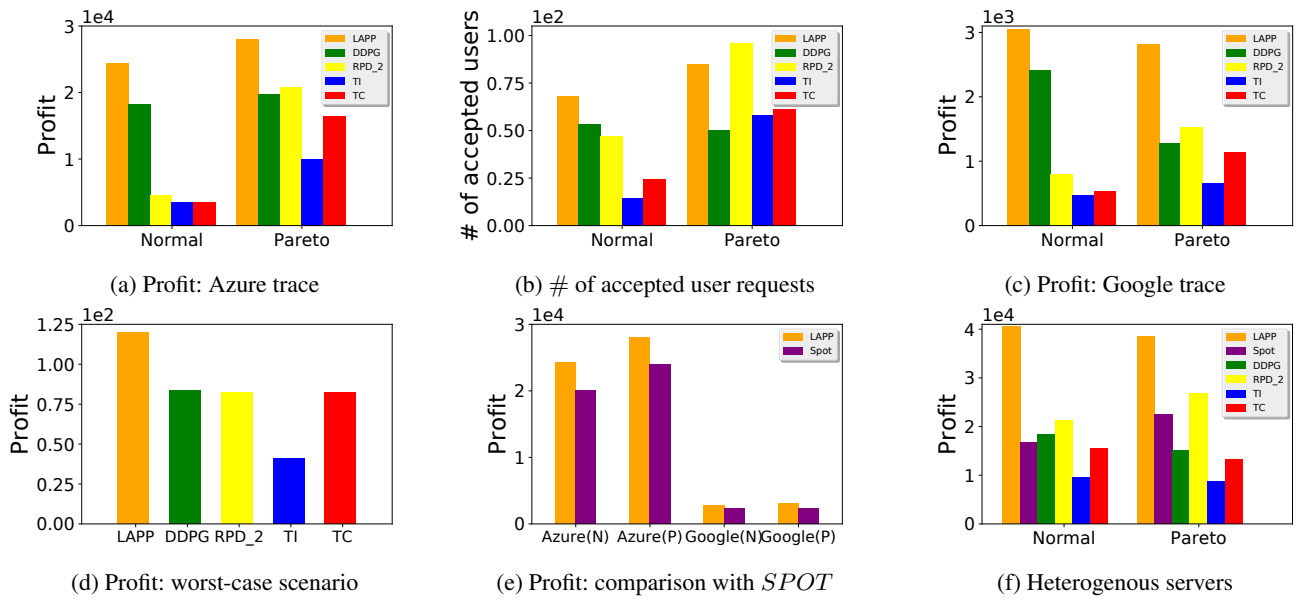 1e4
3
2
1
0
Profit
Normal
Pareto
LAPP
DDPG
RPD_2
TI
TC
(a) Profit: Azure trace
1e2
1.00
0.75
0.50
0.25
0.00
# of accepted users
Normal
Pareto
LAPP
DDPG
RPD_2
TI
TC
(b) # of accepted user requests
1e3
3
2
1
0
Profit
Normal
Pareto
LAPP
DDPG
RPD_2
TI
TC
(c) Profit: Google trace
1e2
1.25
1.00
0.75
0.50
0.25
0.00
Profit
LAPP DDPG RPD_2 TI TC
(d) Profit: worst-case scenario
1e4
3
2
1
0
Profit
Azure(N) Azure(P) Google(N) Google(P)
LAPP
Spot
(e) Profit: comparison with SPOT
1e4
4
3
2
1
0
Profit
Normal
Pareto
LAPP
Spot
DDPG
RPD_2
TI
TC
(f) Heterogenous servers